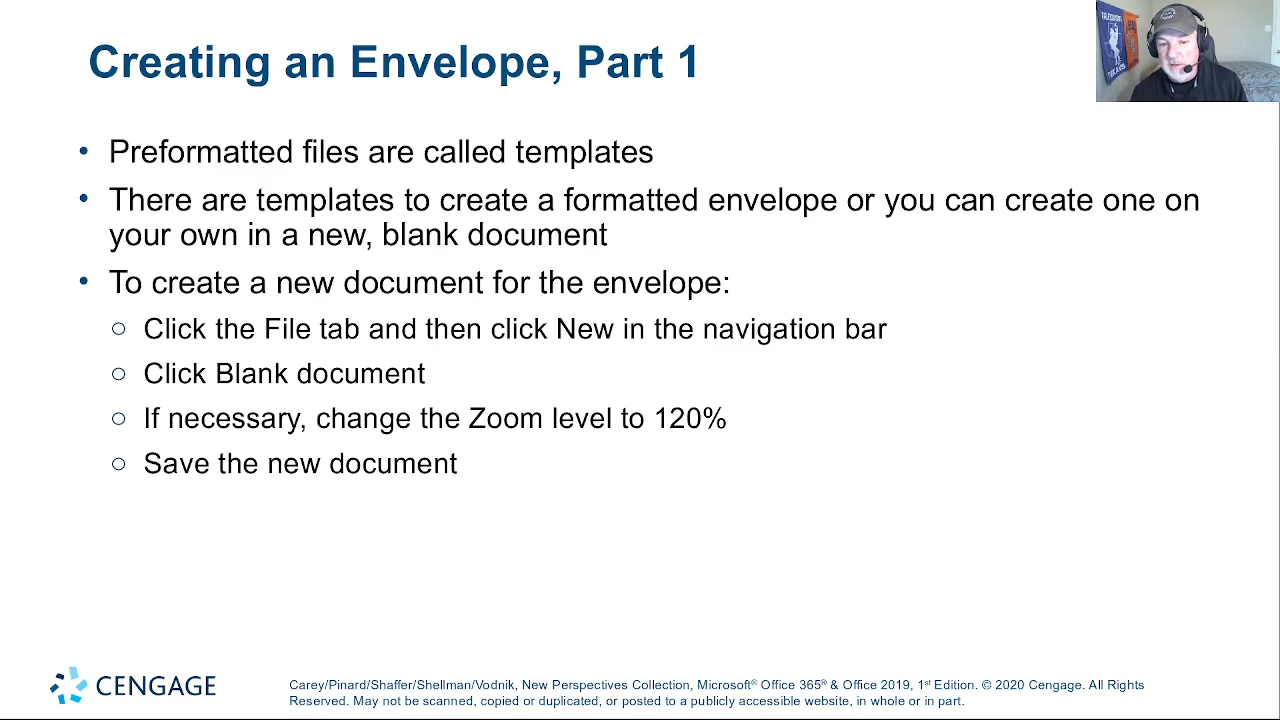 Creating an Envelope, Part 1
• Preformatted files are called templates
• There are templates to create a formatted envelope or you can create one on
your own in a new, blank document
• To create a new document for the envelope:
○ Click the File tab and then click New in the navigation bar
○ Click Blank document
○ If necessary, change the Zoom level to 120%
○ Save the new document
CENGAGE
Carey/Pinard/Shaffer/Shellman/Vodnik, New Perspectives Collection, Microsoft® Office 365® & Office 2019, 1st Edition. © 2020 Cengage. All Rights
Reserved. May not be scanned, copied or duplicated, or posted to a publicly accessible website, in whole or in part.